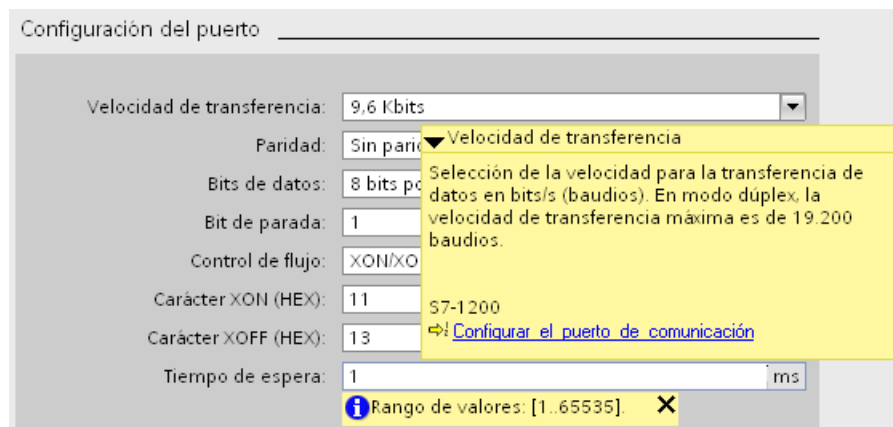 Configuración del puerto
Velocidad de transferencia: 9,6 Kbits
Velocidad de transferencia
Paridad: Sin
Selección de la velocidad para la transferencia de
datos en bits/s (baudios). En modo dúplex, la
velocidad de transferencia máxima es de 19.200
baudios.
S7-1200
Configurar el puerto de comunicación
Bits de datos: 8 bits
Bit de parada: 1
Control de flujo: XON/XO
Carácter XON (HEX): 11
Carácter XOFF (HEX): 13
Tiempo de espera: 1 ms
Rango de valores: [1..65535].